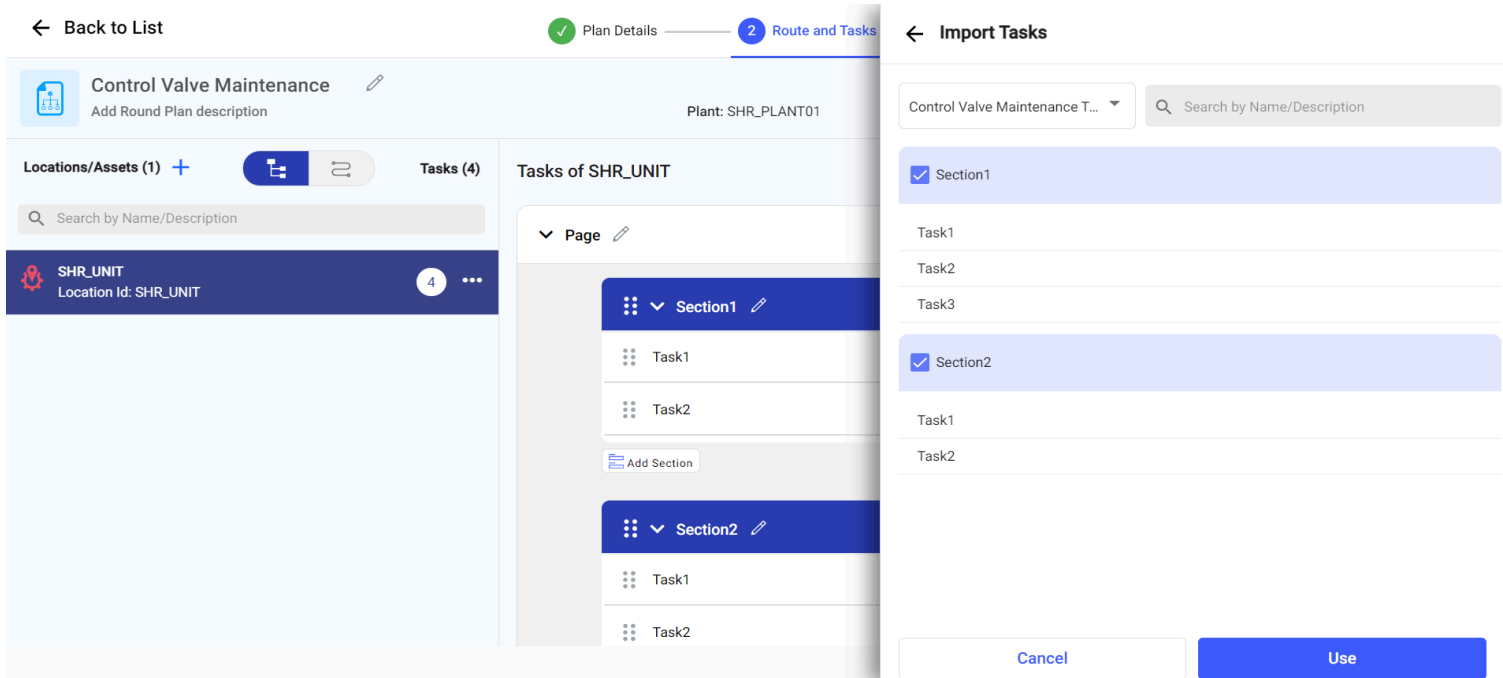 Back to List
Plan Details
2
Route and Tasks
Control Valve Maintenance
Add Round Plan description
Plant: SHR_PLANT01
Locations/Assets (1)
Tasks (4)
Search by Name/Description
SHR_UNIT
Location Id: SHR_UNIT
4
Tasks of SHR_UNIT
Page
Section1
Task1
Task2
Add Section
Section2
Task1
Task2
Import Tasks
Control Valve Maintenance T...
Search by Name/Description
Section1
Task1
Task2
Task3
Section2
Task1
Task2
Cancel
Use